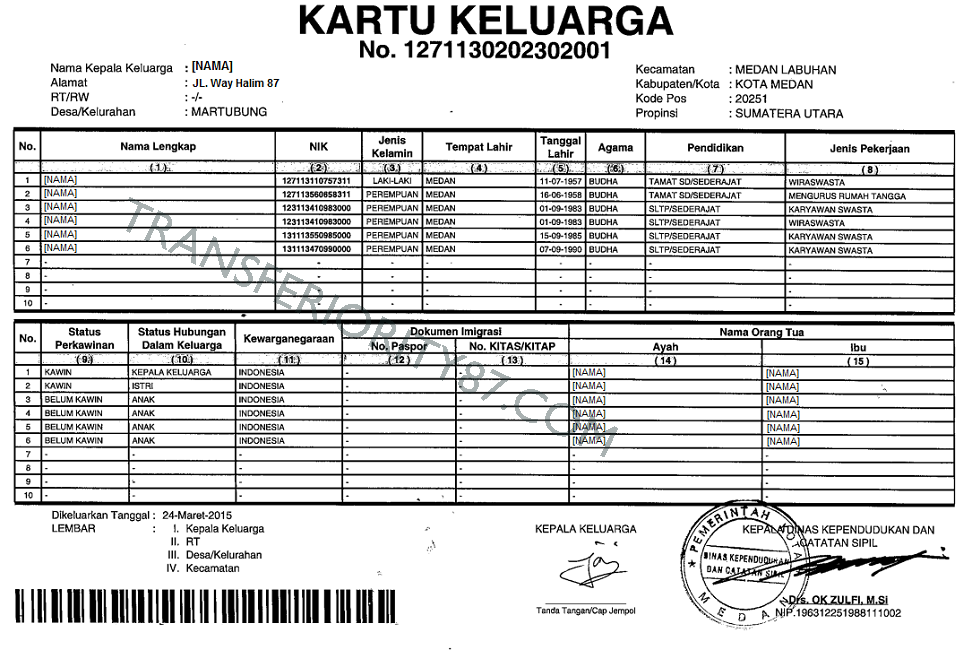 KARTU KELUARGA
No. 1271130202302001
Nama Kepala Keluarga : [NAMA]
Alamat : JL. Way Halim 87
RT/RW : -/-
Desa/Kelurahan : MARTUBUNG
Kecamatan : MEDAN LABUHAN
Kabupaten/Kota : KOTA MEDAN
Kode Pos : 20251
Propinsi : SUMATERA UTARA
No. Nama Lengkap NIK Jenis Kelamin Tempat Lahir Tanggal Lahir Agama Pendidikan Jenis Pekerjaan
(1) (2) (3) (4) (5) (6) (7) (8)
1 [NAMA] 127113110757311 LAKI-LAKI MEDAN 11-07-1957 BUDHA TAMAT SD/SEDERAJAT WIRASWASTA
2 [NAMA] 127113560658311 PEREMPUAN MEDAN 16-06-1958 BUDHA TAMAT SD/SEDERAJAT MENGURUS RUMAH TANGGA
3 [NAMA] 123113410983000 PEREMPUAN MEDAN 01-09-1983 BUDHA SLTP/SEDERAJAT KARYAWAN SWASTA
4 [NAMA] 123113410983000 PEREMPUAN MEDAN 01-09-1983 BUDHA SLTP/SEDERAJAT WIRASWASTA
5 [NAMA] 131113550985000 PEREMPUAN MEDAN 15-09-1985 BUDHA SLTP/SEDERAJAT KARYAWAN SWASTA
6 [NAMA] 131113470990000 PEREMPUAN MEDAN 07-09-1990 BUDHA SLTP/SEDERAJAT KARYAWAN SWASTA
7 - - - - - - - -
8 - - - - - - - -
9 - - - - - - - -
10 - - - - - - - -
No. Status Perkawinan Status Hubungan Dalam Keluarga Kewarganegaraan Dokumen Imigrasi Nama Orang Tua
No. Paspor No. KITAS/KITAP Ayah Ibu
(9) (10) (11) (12) (13) (14) (15)
1 KAWIN KEPALA KELUARGA INDONESIA - - [NAMA] [NAMA]
2 KAWIN ISTRI INDONESIA - - [NAMA] [NAMA]
3 BELUM KAWIN ANAK INDONESIA - - [NAMA] [NAMA]
4 BELUM KAWIN ANAK INDONESIA - - [NAMA] [NAMA]
5 BELUM KAWIN ANAK INDONESIA - - [NAMA] [NAMA]
6 BELUM KAWIN ANAK INDONESIA - - [NAMA] [NAMA]
7 - - - - - - -
8 - - - - - - -
9 - - - - - - -
10 - - - - - - -
TRANSFERIORITY87.COM
Dikeluarkan Tanggal : 24-Maret-2015
LEMBAR : I. Kepala Keluarga
II. RT
III. Desa/Kelurahan
IV. Kecamatan
KEPALA KELUARGA
Tanda Tangan/Cap Jempol
KEPALA DINAS KEPENDUDUKAN DAN
CATATAN SIPIL
PEMERINTAH KOTA
DINAS KEPENDUDUKAN
DAN CATATAN SIPIL
MEDAN
Drs. OK ZULFI, M.Si
NIP.196312251988111002